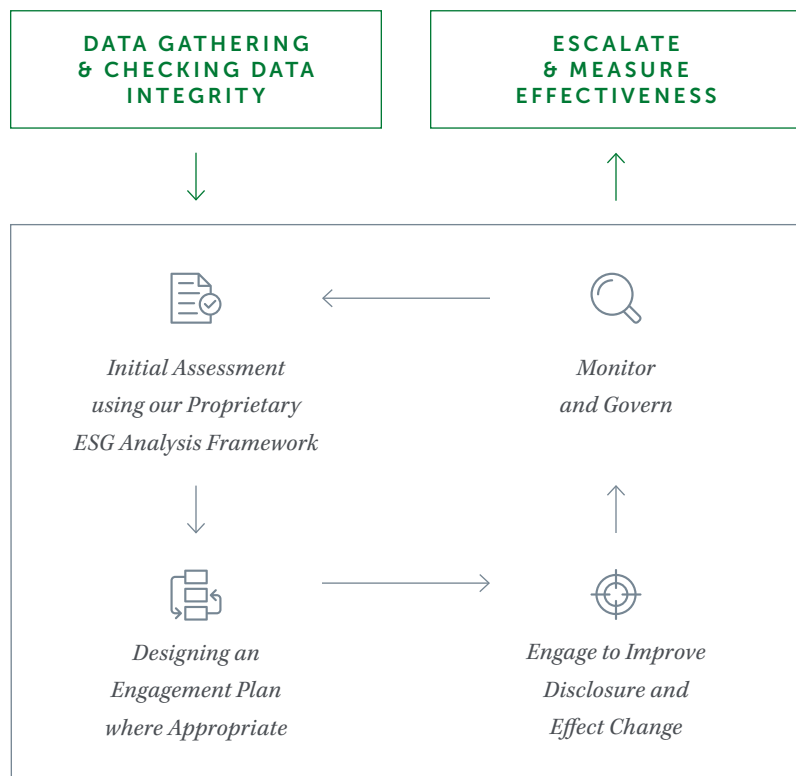 DATA GATHERING
& CHECKING DATA
INTEGRITY
ESCALATE
& MEASURE
EFFECTIVENESS
Initial Assessment
using our Proprietary
ESG Analysis Framework
Monitor
and Govern
Designing an
Engagement Plan
where Appropriate
Engage to Improve
Disclosure and
Effect Change